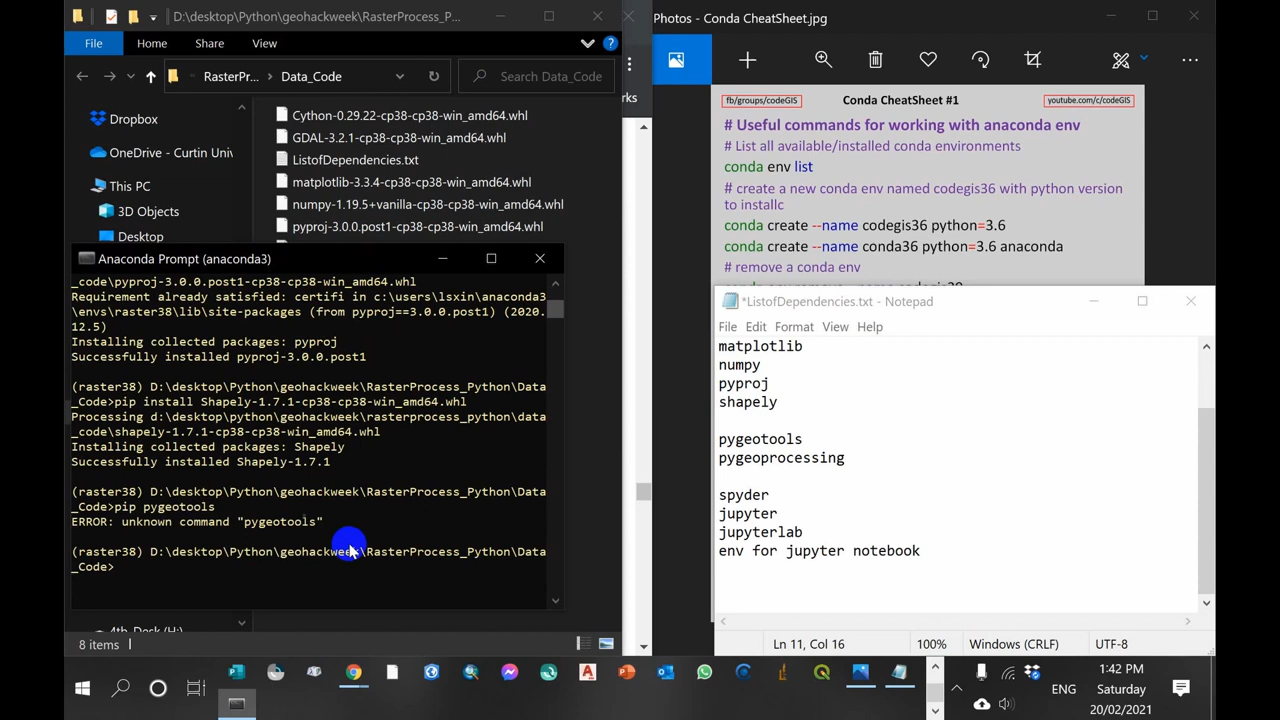 D:\desktop\Python\geohackweek\RasterProcess_P...
File
Home
Share
View
RasterPr...
Data_Code
Search Data_Code
Dropbox
OneDrive - Curtin Uni
This PC
3D Objects
Desktop
Cython-0.29.22-cp38-cp38-win_amd64.whl
GDAL-3.2.1-cp38-cp38-win_amd64.whl
ListofDependencies.txt
matplotlib-3.3.4-cp38-cp38-win_amd64.whl
numpy-1.19.5+vanilla-cp38-cp38-win_amd64.whl
pyproj-3.0.0.post1-cp38-cp38-win_amd64.whl
Anaconda Prompt (anaconda3)
_code\pyproj-3.0.0.post1-cp38-cp38-win_amd64.whl
Requirement already satisfied: certifi in c:\users\lsxin\anaconda3
\envs\raster38\lib\site-packages (from pyproj==3.0.0.post1) (2020.
12.5)
Installing collected packages: pyproj
Successfully installed pyproj-3.0.0.post1
(raster38) D:\desktop\Python\geohackweek\RasterProcess_Python\Data
_Code>pip install Shapely-1.7.1-cp38-cp38-win_amd64.whl
Processing d:\desktop\python\geohackweek\rasterprocess_python\data
_code\shapely-1.7.1-cp38-cp38-win_amd64.whl
Installing collected packages: Shapely
Successfully installed Shapely-1.7.1
(raster38) D:\desktop\Python\geohackweek\RasterProcess_Python\Data
_Code>pip pygeotools
ERROR: unknown command "pygeotools"
(raster38) D:\desktop\Python\geohackweek\RasterProcess_Python\Data
_Code>
8 items
rks
Photos - Conda CheatSheet.jpg
fb/groups/codeGIS
Conda CheatSheet #1
youtube.com/c/codeGIS
# Useful commands for working with anaconda env
# List all available/installed conda environments
conda env list
# create a new conda env named codegis36 with python version
to installc
conda create --name codegis36 python=3.6
conda create --name conda36 python=3.6 anaconda
# remove a conda env
*ListofDependencies.txt - Notepad
File Edit Format View Help
matplotlib
numpy
pyproj
shapely
pygeotools
pygeoprocessing
spyder
jupyter
jupyterlab
env for jupyter notebook
Ln 11, Col 16
100%
Windows (CRLF)
UTF-8
ENG
1:42 PM
Saturday
20/02/2021